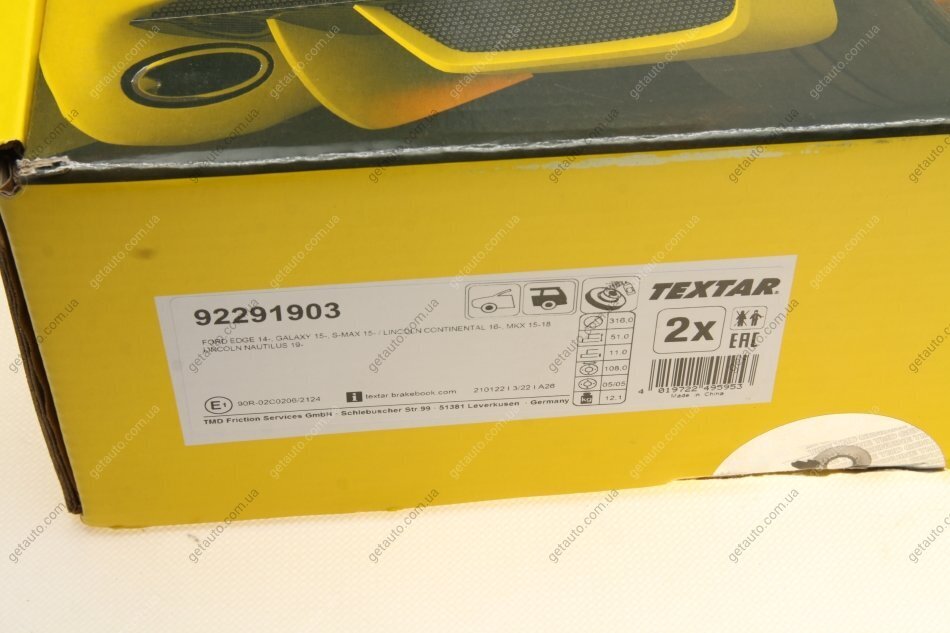 92291903
FORD EDGE 14-, GALAXY 15-, S-MAX 15- / LINCOLN CONTINENTAL 16-, MKX 15-18
LINCOLN NAUTILUS 19-
E1 90R-02C0206/2124
i textar brakebook.com
210122 | 3/22 | A26
TMD Friction Services GmbH · Schlebuscher Str 99 · 51381 Leverkusen · Germany
316,0
51.0
11.0
108,0
05/05
12.1
TEXTAR®
2x
EAC
4 019722 495953
Made in China
getauto.com.ua